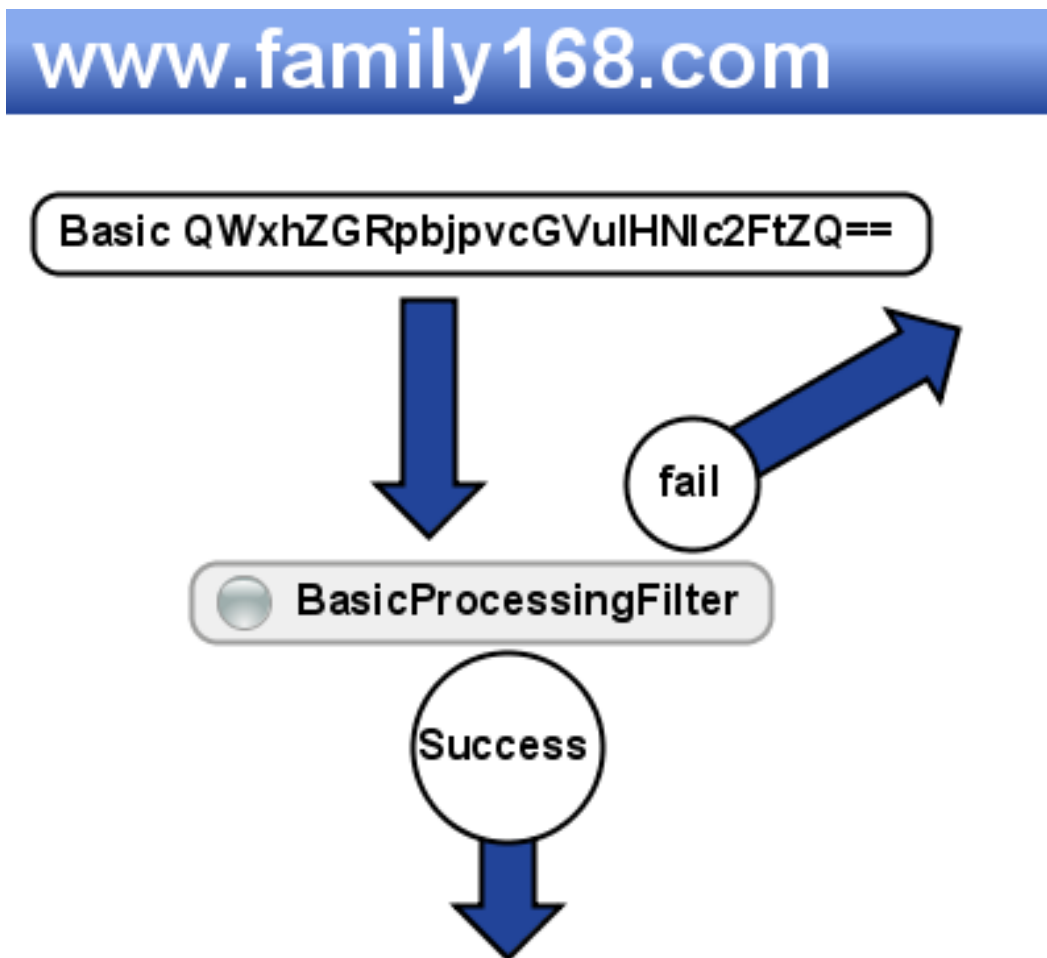 www.family168.com
Basic QWxhZGRpbjpvcGVuIHNlc2FtZQ==
fail
BasicProcessingFilter
Success